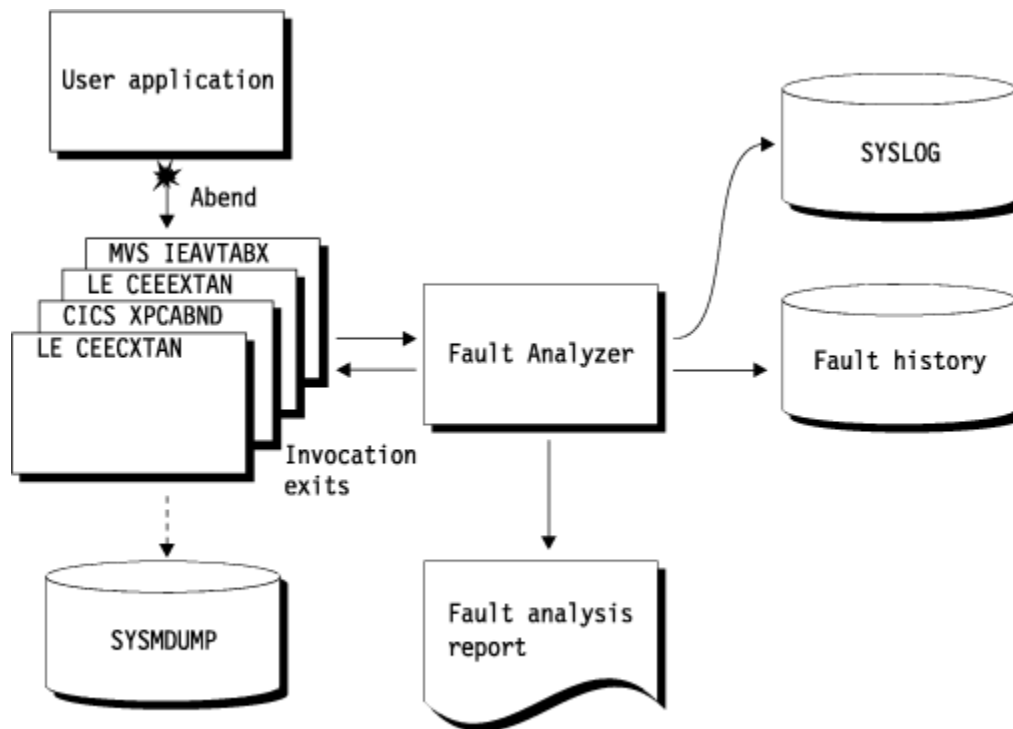 User application
SYSLOG
Abend
MVS IEAVTABX
LE CEEEXTAN
CICS XPCABND
LE CEECXTAN
Fault Analyzer
Fault history
Invocation
exits
SYSMDUMP
Fault analysis
report